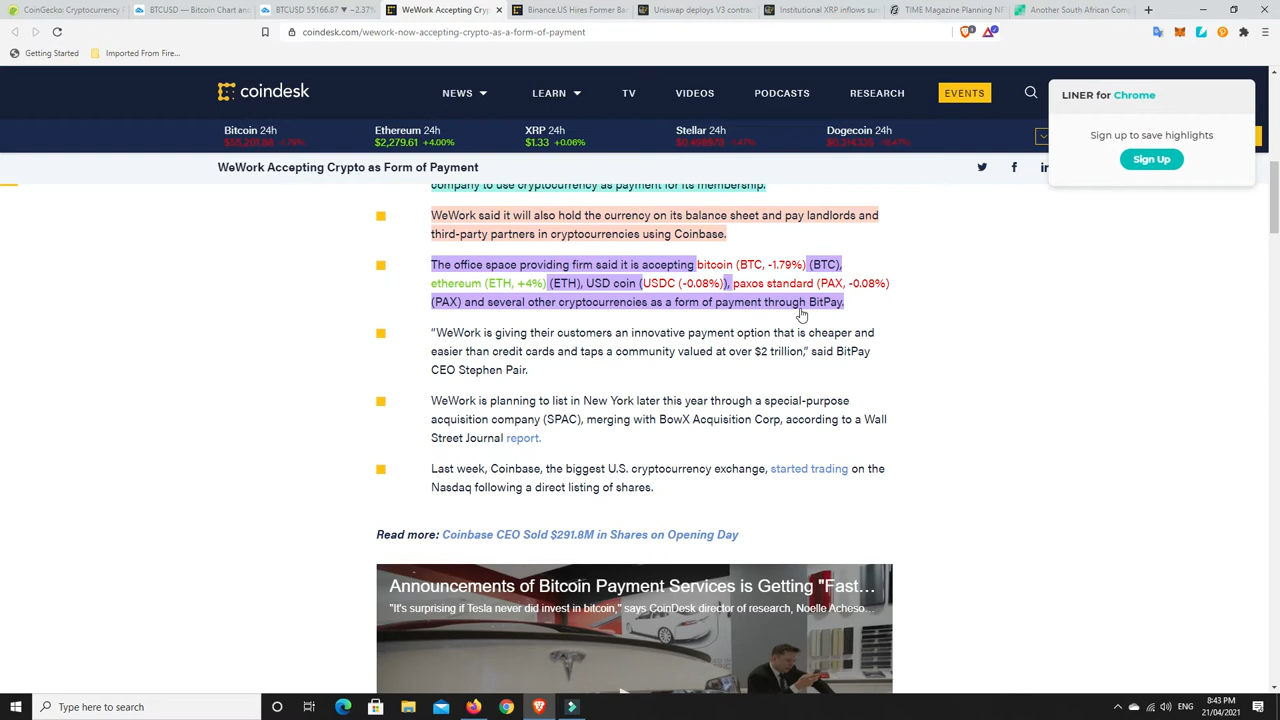 CoinGecko: Cryptocurrency P
BTCUSD — Bitcoin Chart and
BTCUSD 55166.87 ▼ −2.37%
WeWork Accepting Cryp
Binance.US Hires Former Ba
Uniswap deploys V3 contrac
Institutional XRP inflows sur
TIME Magazine Planning NF
Another South African Com
coindesk.com/wework-now-accepting-crypto-as-a-form-of-payment
Getting Started
Imported From Fire...
coindesk
NEWS
LEARN
TV
VIDEOS
PODCASTS
RESEARCH
EVENTS
LINER for Chrome
Sign up to save highlights
Sign Up
Bitcoin 24h
Ethereum 24h
XRP 24h
Stellar 24h
Dogecoin 24h
$2,279.61 +4.00%
$1.33 +0.06%
WeWork Accepting Crypto as Form of Payment
company to use cryptocurrency as payment for its membership.
WeWork said it will also hold the currency on its balance sheet and pay landlords and
third-party partners in cryptocurrencies using Coinbase.
The office space providing firm said it is accepting bitcoin (BTC, -1.79%) (BTC),
ethereum (ETH, +4%) (ETH), USD coin (USDC (-0.08%)), paxos standard (PAX, -0.08%)
(PAX) and several other cryptocurrencies as a form of payment through BitPay.
“WeWork is giving their customers an innovative payment option that is cheaper and
easier than credit cards and taps a community valued at over $2 trillion,” said BitPay
CEO Stephen Pair.
WeWork is planning to list in New York later this year through a special-purpose
acquisition company (SPAC), merging with BowX Acquisition Corp, according to a Wall
Street Journal report.
Last week, Coinbase, the biggest U.S. cryptocurrency exchange, started trading on the
Nasdaq following a direct listing of shares.
Read more: Coinbase CEO Sold $291.8M in Shares on Opening Day
Announcements of Bitcoin Payment Services is Getting "Fast...
"It's surprising if Tesla never did invest in bitcoin," says CoinDesk director of research, Noelle Acheso...
Type here to search
ENG
8:43 PM
21/04/2021